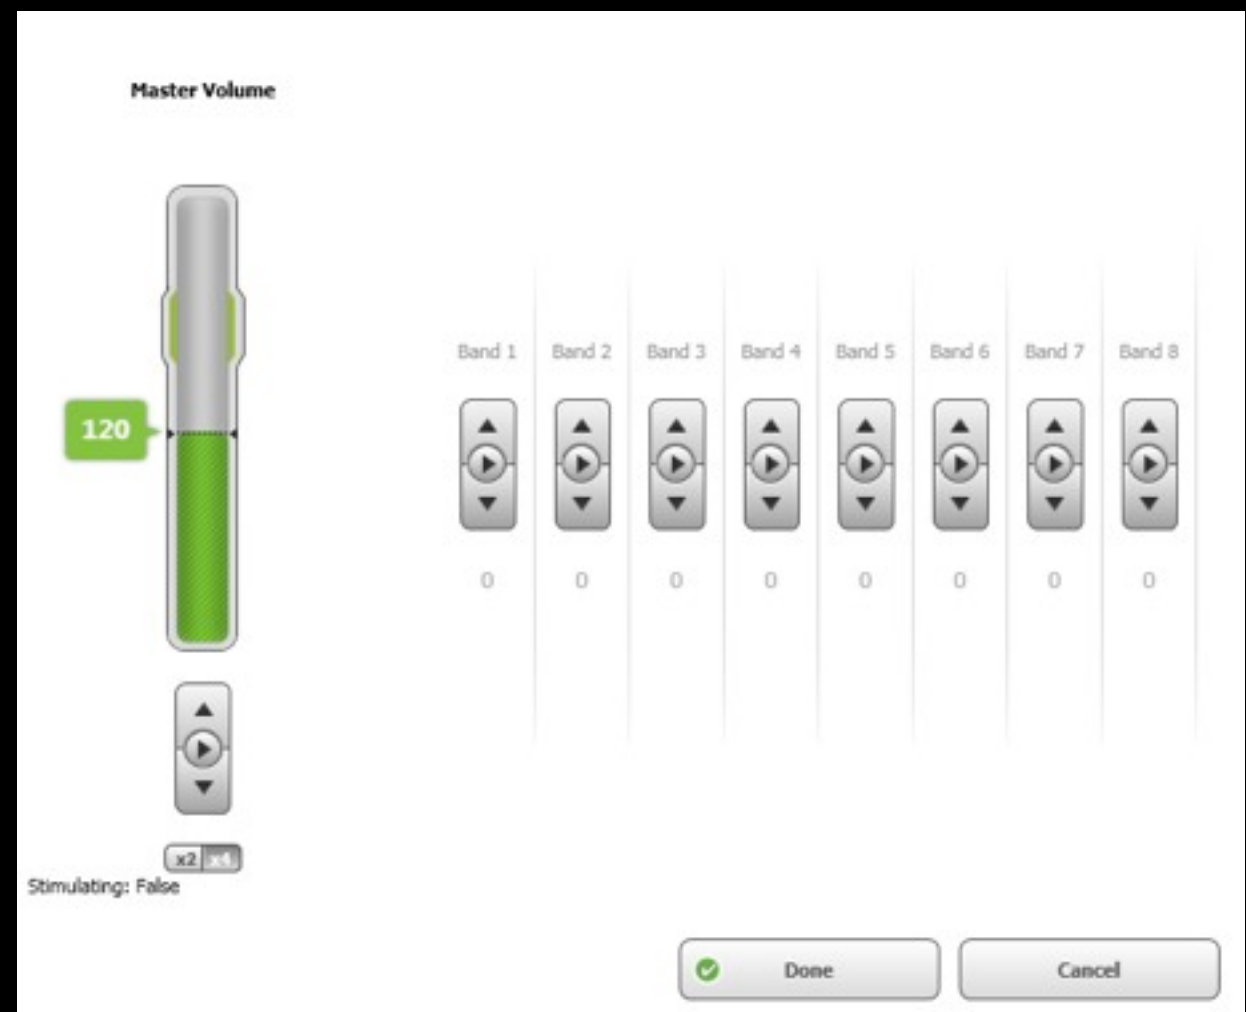 Master Volume
120
Band 1 Band 2 Band 3 Band 4 Band 5 Band 6 Band 7 Band 8
0 0 0 0 0 0 0 0
x2 x4
Stimulating: False
Done Cancel